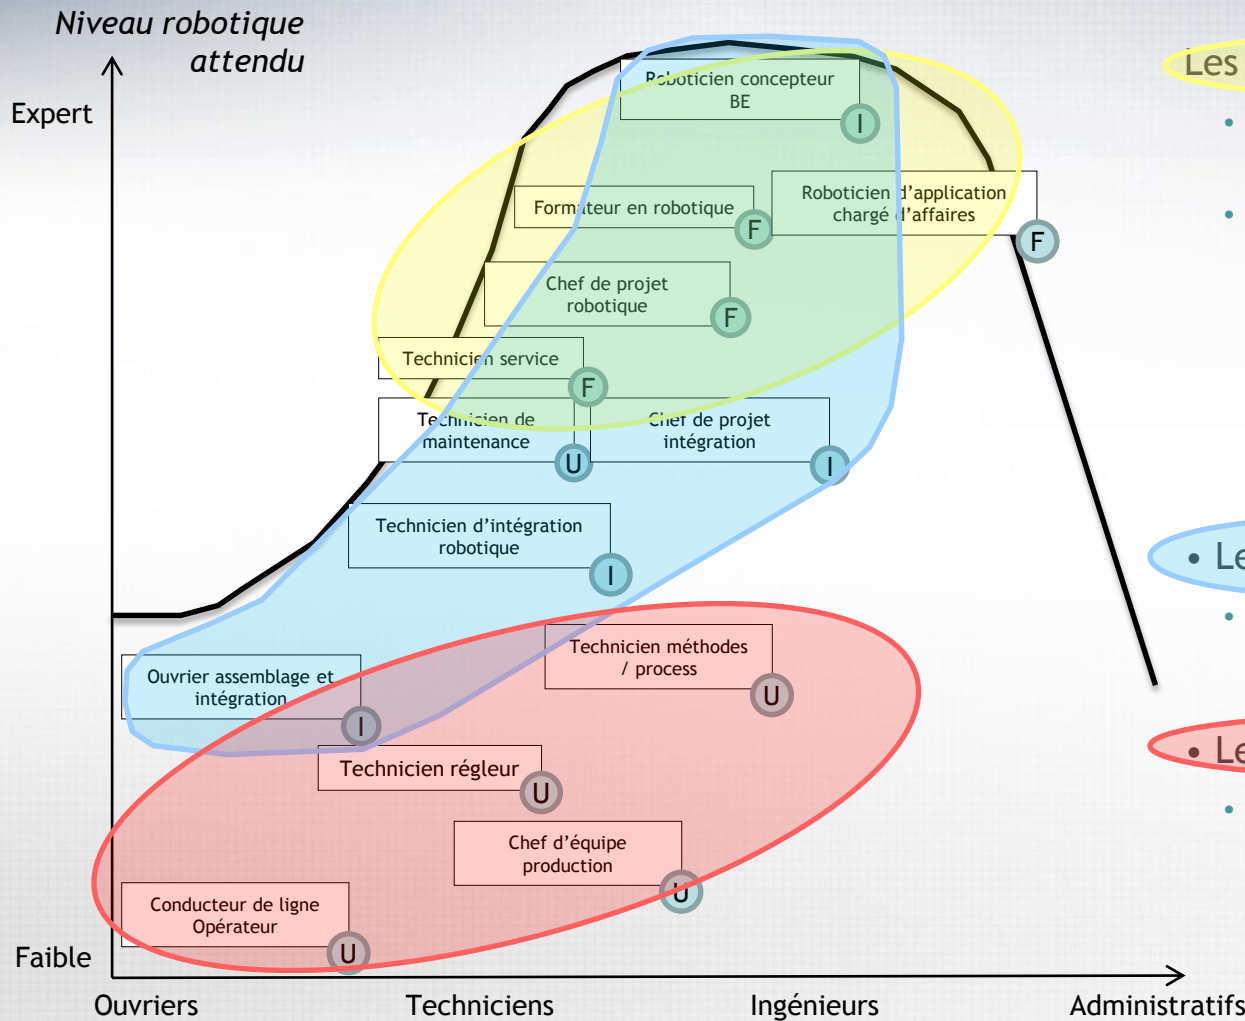 Niveau robotique
attendu
Expert
Roboticien concepteur
BE
I
Formateur en robotique
F
Roboticien d’application
chargé d’affaires
F
Chef de projet
robotique
F
Technicien service
F
Technicien de
maintenance
U
Chef de projet
intégration
I
Technicien d’intégration
robotique
I
Technicien méthodes
/ process
U
Ouvrier assemblage et
intégration
I
Technicien régleur
U
Chef d’équipe
production
U
Conducteur de ligne
Opérateur
U
Faible
Ouvriers
Techniciens
Ingénieurs
Administratifs
Les
•
•
• Le
•
• Le
•